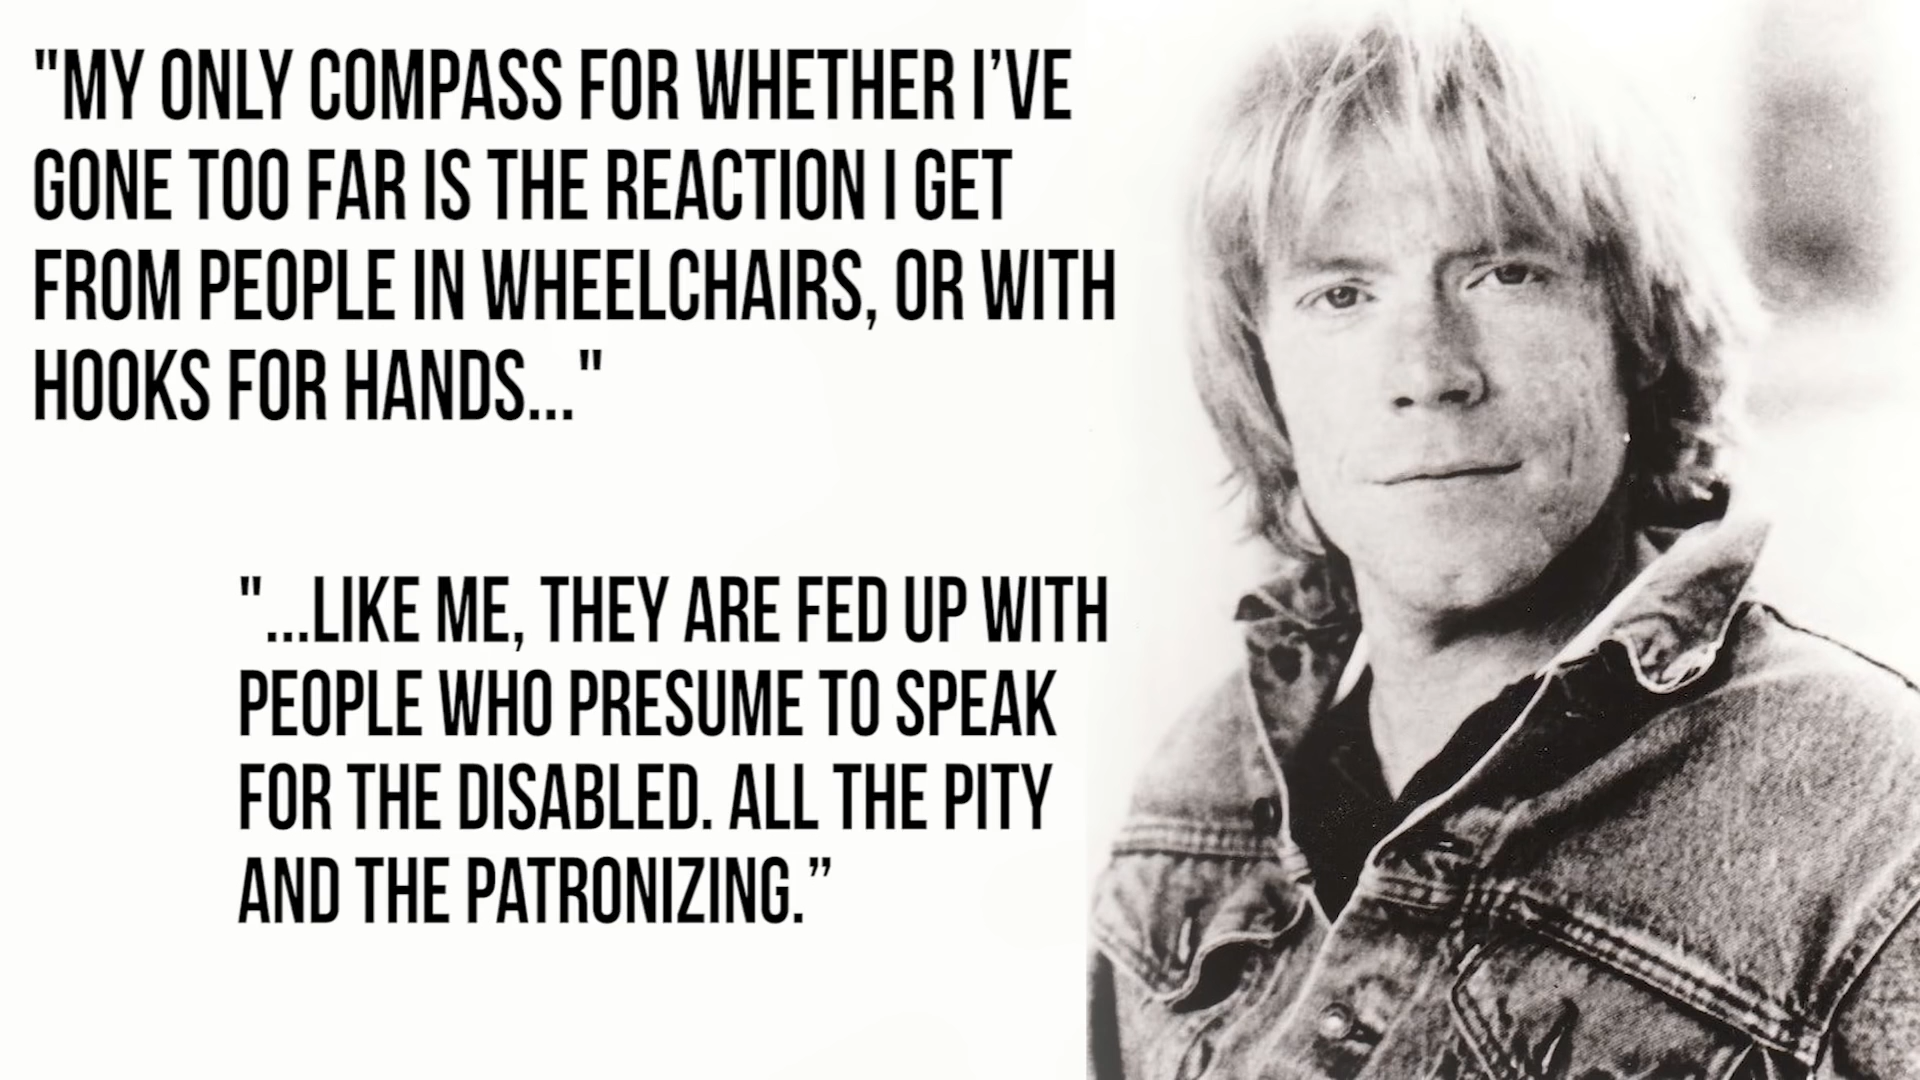 "MY ONLY COMPASS FOR WHETHER I’VE
GONE TOO FAR IS THE REACTION I GET
FROM PEOPLE IN WHEELCHAIRS, OR WITH
HOOKS FOR HANDS..."
"...LIKE ME, THEY ARE FED UP WITH
PEOPLE WHO PRESUME TO SPEAK
FOR THE DISABLED. ALL THE PITY
AND THE PATRONIZING.”